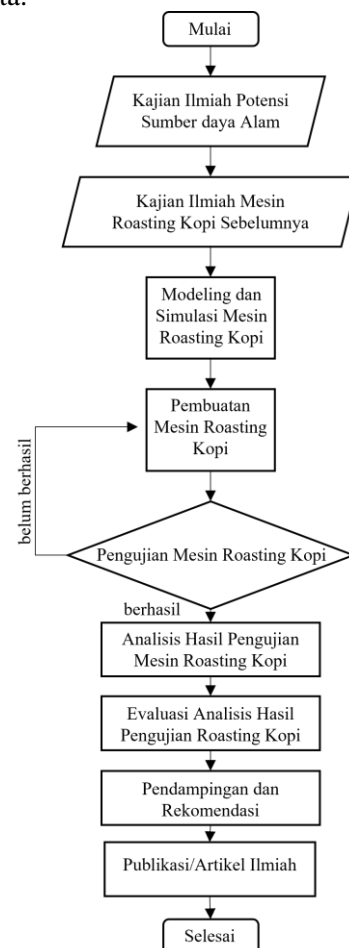 Mulai
Kajian Ilmiah Potensi
Sumber daya Alam
Kajian Ilmiah Mesin
Roasting Kopi Sebelumnya
Modeling dan
Simulasi Mesin
Roasting Kopi
Pembuatan
Mesin Roasting
Kopi
belum berhasil
Pengujian Mesin Roasting Kopi
berhasil
Analisis Hasil Pengujian
Mesin Roasting Kopi
Evaluasi Analisis Hasil
Pengujian Roasting Kopi
Pendampingan dan
Rekomendasi
Publikasi/Artikel Ilmiah
Selesai